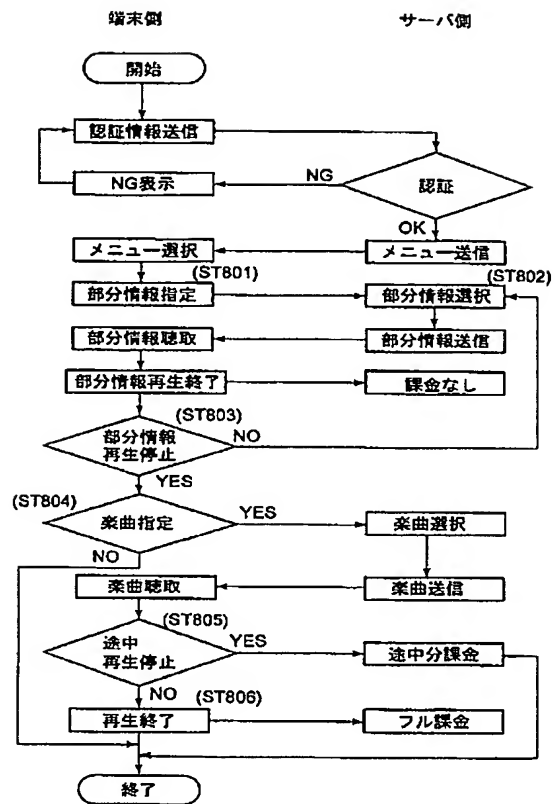 端末側
サーバ側
開始
認証情報送信
認証
NG
NG表示
OK
メニュー選択
メニュー送信
(ST801)
(ST802)
部分情報指定
部分情報選択
部分情報聴取
部分情報送信
部分情報再生終了
課金なし
(ST803)
部分情報
再生停止
NO
YES
(ST804)
楽曲指定
YES
楽曲選択
NO
楽曲聴取
楽曲送信
(ST805)
途中
再生停止
YES
途中分課金
NO
(ST806)
再生終了
フル課金
終了